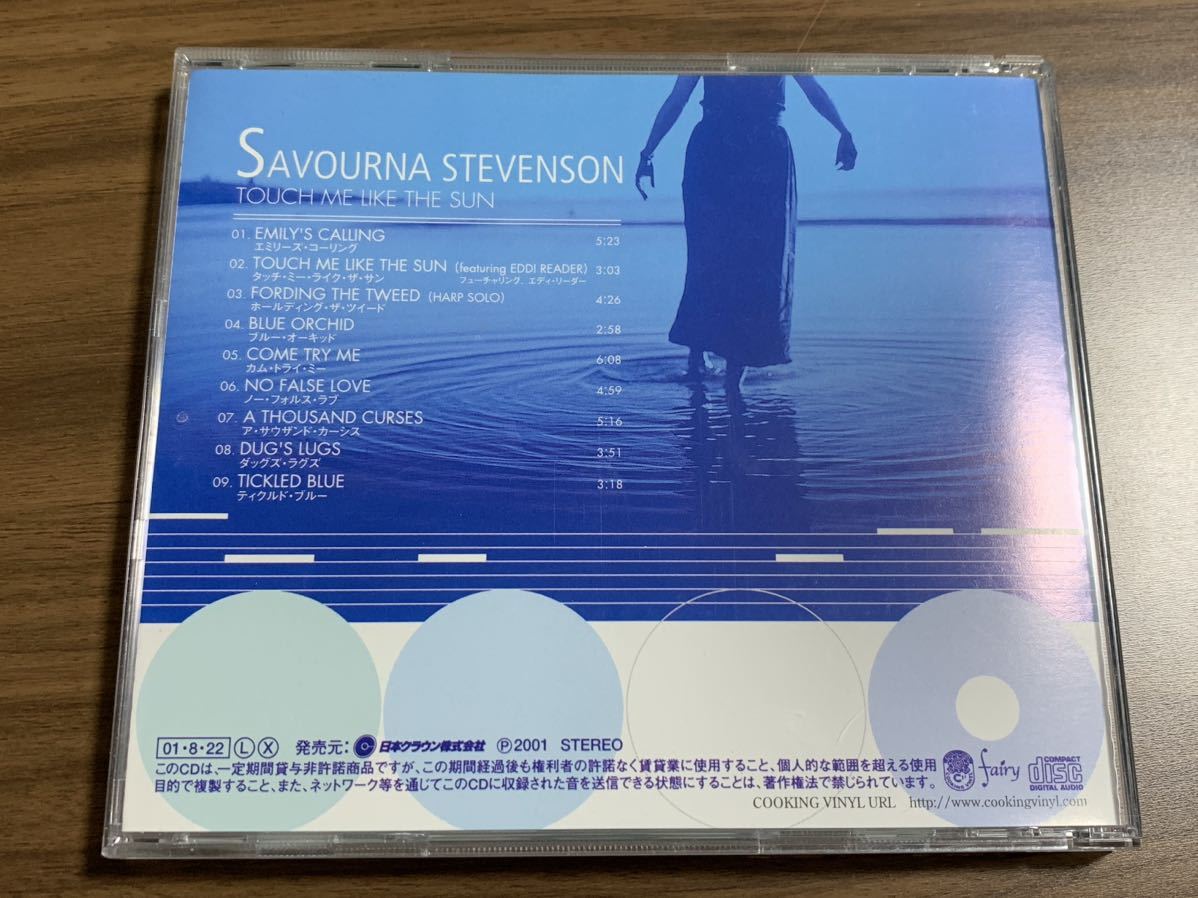 SAVOURNA STEVENSON
TOUCH ME LIKE THE SUN
01. EMILY'S CALLING 5:23
エミリーズ・コーリング
02. TOUCH ME LIKE THE SUN (featuring EDDI READER) 3:03
タッチ・ミー・ライク・ザ・サン フューチャリング、エディ・リーダー
03. FORDING THE TWEED (HARP SOLO) 4:26
ホールディング・ザ・ツイード
04. BLUE ORCHID 2:58
ブルー・オーキッド
05. COME TRY ME 6:08
カム・トライ・ミー
06. NO FALSE LOVE 4:59
ノー・フォルス・ラブ
07. A THOUSAND CURSES 5:16
ア・サウザンド・カーシス
08. DUG'S LUGS 3:51
ダッグズ・ラグズ
09. TICKLED BLUE 3:18
ティクルド・ブルー
01・8・22 Ⓛ Ⓧ 発売元: 日本クラウン株式会社 Ⓟ2001 STEREO
このCDは、一定期間貸与非許諾商品ですが、この期間経過後も権利者の許諾なく賃貸業に使用すること、個人的な範囲を超える使用
目的で複製すること、また、ネットワーク等を通じてこのCDに収録された音を送信できる状態にすることは、著作権法で禁じられています。
fairy
COMPACT
disc
DIGITAL AUDIO
COOKING VINYL URL http://www.cookingvinyl.com